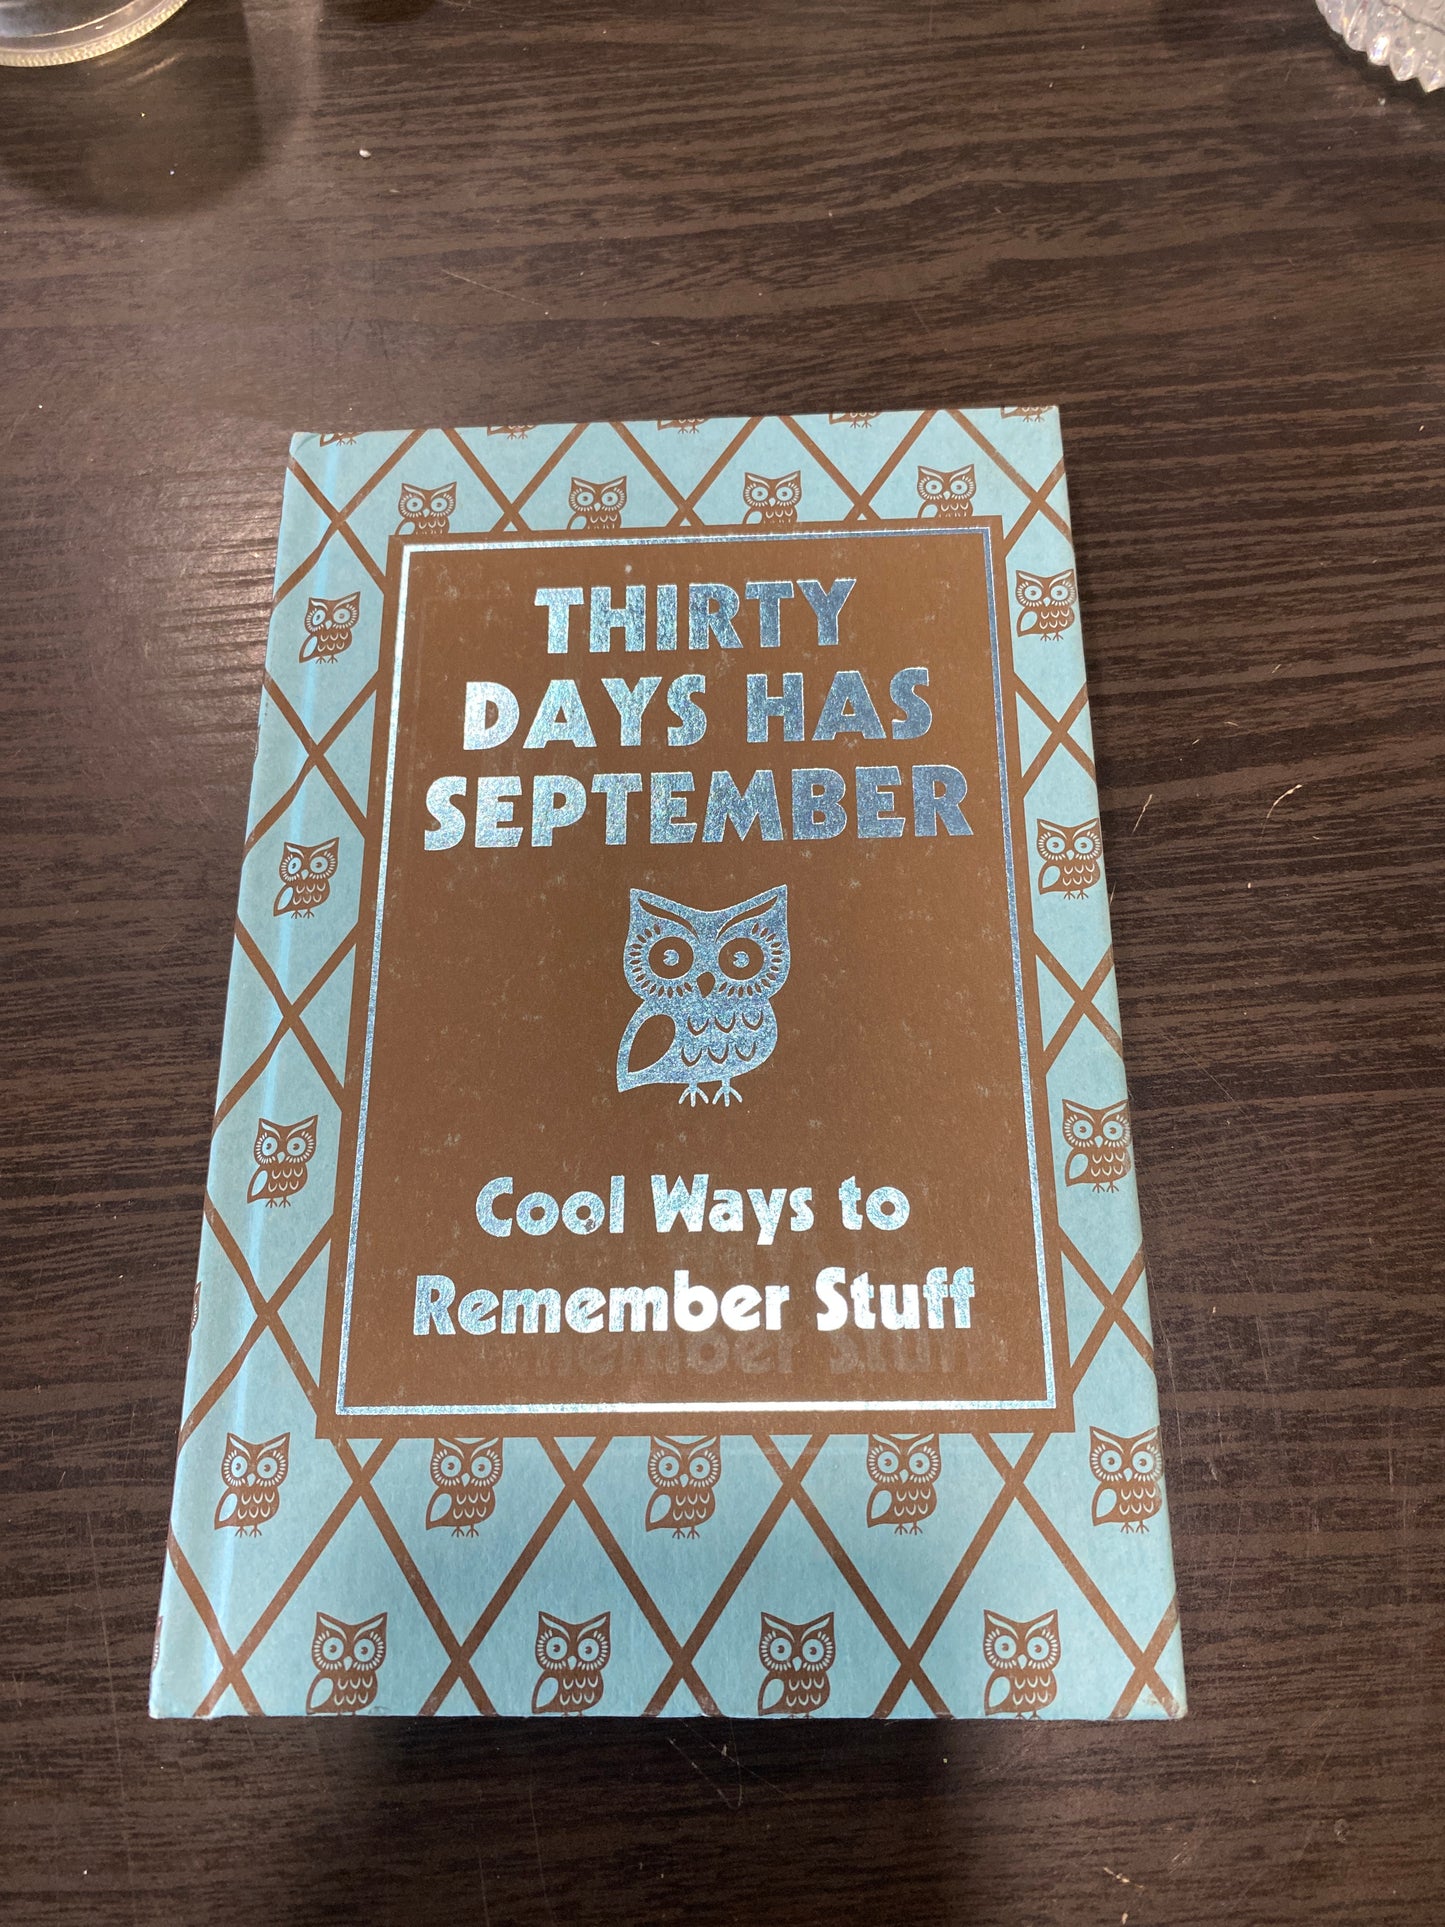 THIRTY
DAYS HAS
SEPTEMBER
Cool Ways to
Remember Stuff